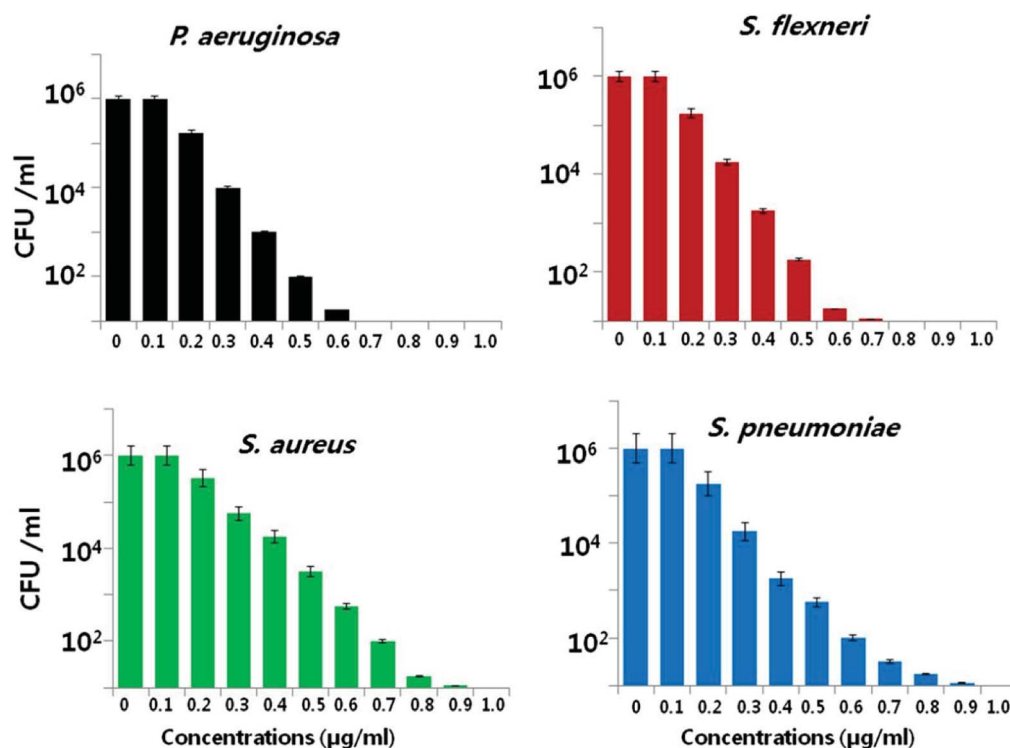 P. aeruginosa
CFU /ml
10⁶
10⁴
10²
0 0.1 0.2 0.3 0.4 0.5 0.6 0.7 0.8 0.9 1.0
S. flexneri
10⁶
10⁴
10²
0 0.1 0.2 0.3 0.4 0.5 0.6 0.7 0.8 0.9 1.0
S. aureus
CFU /ml
10⁶
10⁴
10²
0 0.1 0.2 0.3 0.4 0.5 0.6 0.7 0.8 0.9 1.0
Concentrations (μg/ml)
S. pneumoniae
10⁶
10⁴
10²
0 0.1 0.2 0.3 0.4 0.5 0.6 0.7 0.8 0.9 1.0
Concentrations (μg/ml)